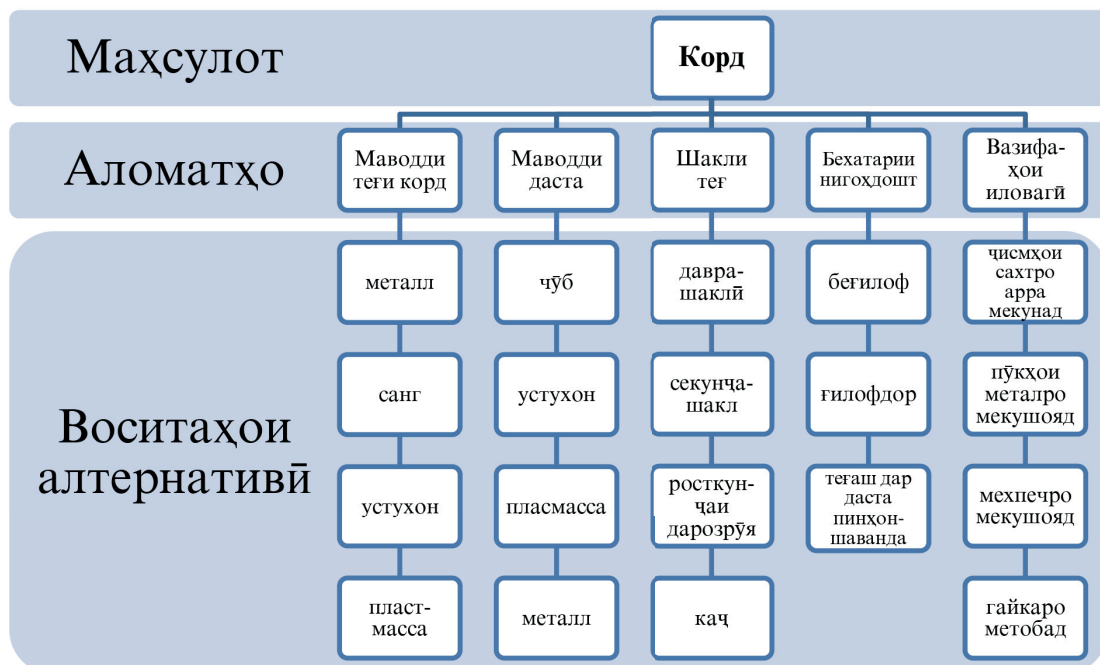 Маҳсулот
Корд
Аломатҳо
Маводди
теғи корд
Маводди
даста
Шакли
теғ
Бехатарии
нигоҳдошт
Вазифа-
ҳои
иловагӣ
Воситаҳои
алтернативӣ
металл
чӯб
давра-
шаклӣ
беғилоф
ҷисмҳои
сахтро
арра
мекунад
санг
устухон
секунҷа-
шакл
ғилофдор
пӯкҳои
металро
мекушояд
устухон
пласмасса
росткун-
ҷаи
дарозрӯя
теғаш дар
даста
пинҳон-
шаванда
мехпечро
мекушояд
пласт-
масса
металл
каҷ
гайкаро
метобад